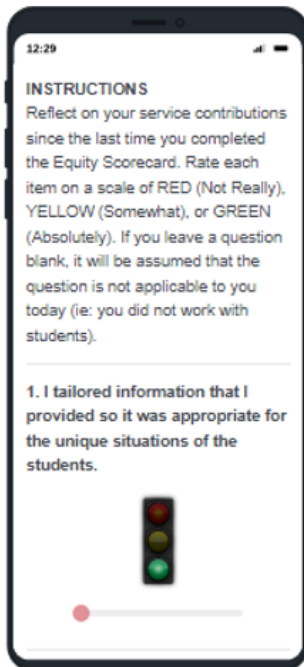 12:29
INSTRUCTIONS
Reflect on your service contributions
since the last time you completed
the Equity Scorecard. Rate each
item on a scale of RED (Not Really),
YELLOW (Somewhat), or GREEN
(Absolutely). If you leave a question
blank, it will be assumed that the
question is not applicable to you
today (ie: you did not work with
students).
1. I tailored information that I
provided so it was appropriate for
the unique situations of the
students.